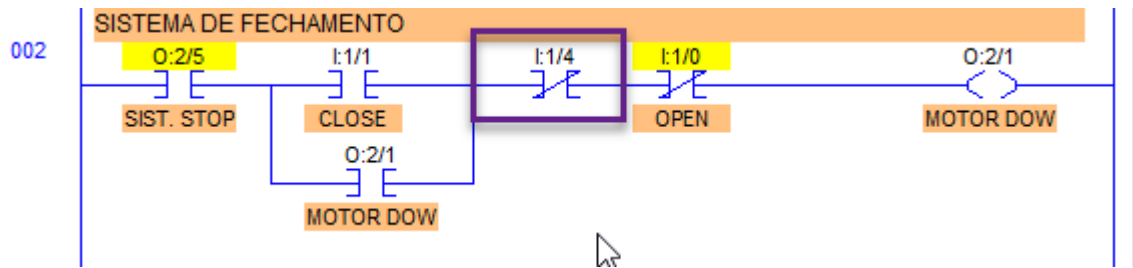 SISTEMA DE FECHAMENTO
002
O:2/5 I:1/1 I:1/4 I:1/0 O:2/1
SIST. STOP CLOSE OPEN MOTOR DOW
O:2/1
MOTOR DOW